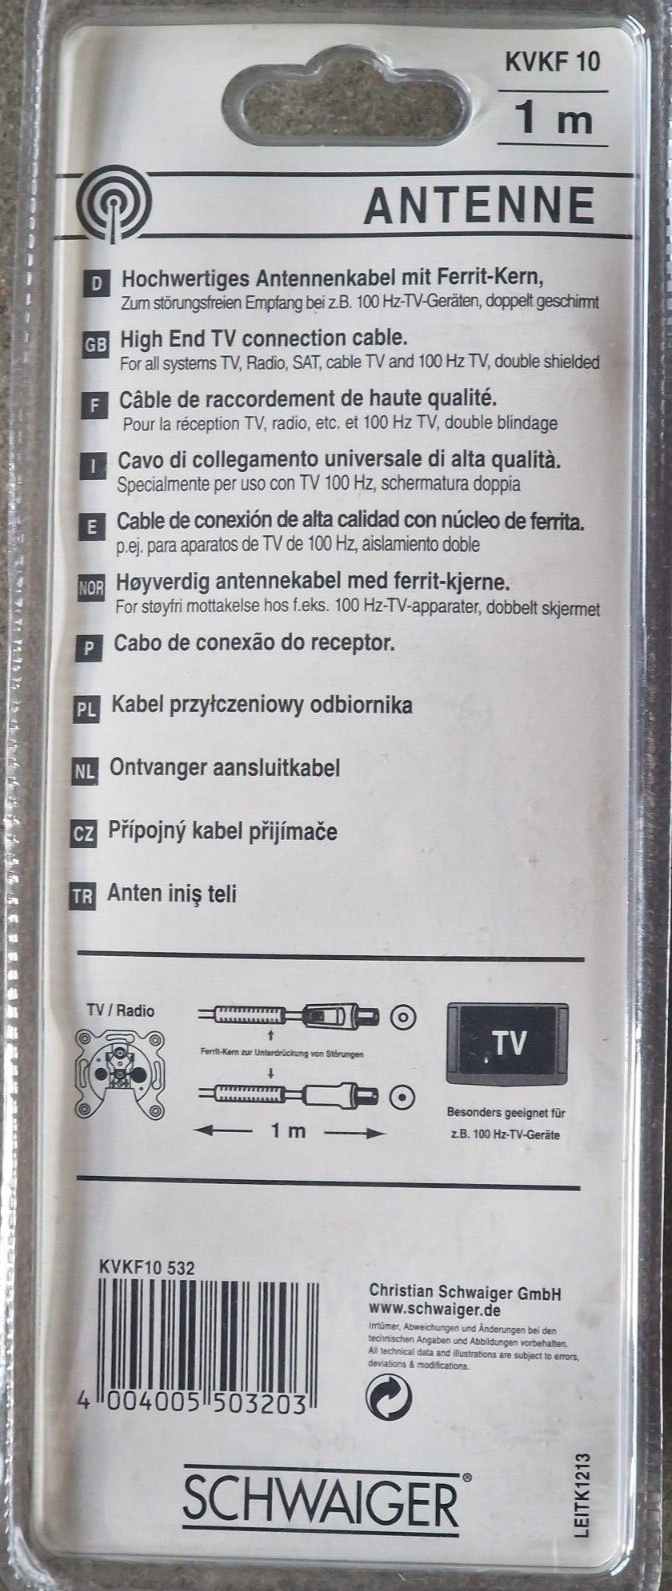 KVKF 10
1 m
ANTENNE
D Hochwertiges Antennenkabel mit Ferrit-Kern,
Zum störungsfreien Empfang bei z.B. 100 Hz-TV-Geräten, doppelt geschirmt
GB High End TV connection cable.
For all systems TV, Radio, SAT, cable TV and 100 Hz TV, double shielded
F Câble de raccordement de haute qualité.
Pour la réception TV, radio, etc. et 100 Hz TV, double blindage
I Cavo di collegamento universale di alta qualità.
Specialmente per uso con TV 100 Hz, schermatura doppia
E Cable de conexión de alta calidad con núcleo de ferrita.
p.ej. para aparatos de TV de 100 Hz, aislamiento doble
NOR Høyverdig antennekabel med ferrit-kjerne.
For støyfri mottakelse hos f.eks. 100 Hz-TV-apparater, dobbelt skjermet
P Cabo de conexão do receptor.
PL Kabel przyłczeniowy odbiornika
NL Ontvanger aansluitkabel
CZ Přípojný kabel přijímače
TR Anten iniş teli
TV / Radio
Ferrit-Kern zur Unterdrückung von Störungen
1 m
TV
Besonders geeignet für
z.B. 100 Hz-TV-Geräte
KVKF10 532
4 004005 503203
Christian Schwaiger GmbH
www.schwaiger.de
Irrtümer, Abweichungen und Änderungen bei den
technischen Angaben und Abbildungen vorbehalten.
All technical data and illustrations are subject to errors,
deviations & modifications.
SCHWAIGER®
LEITK1213